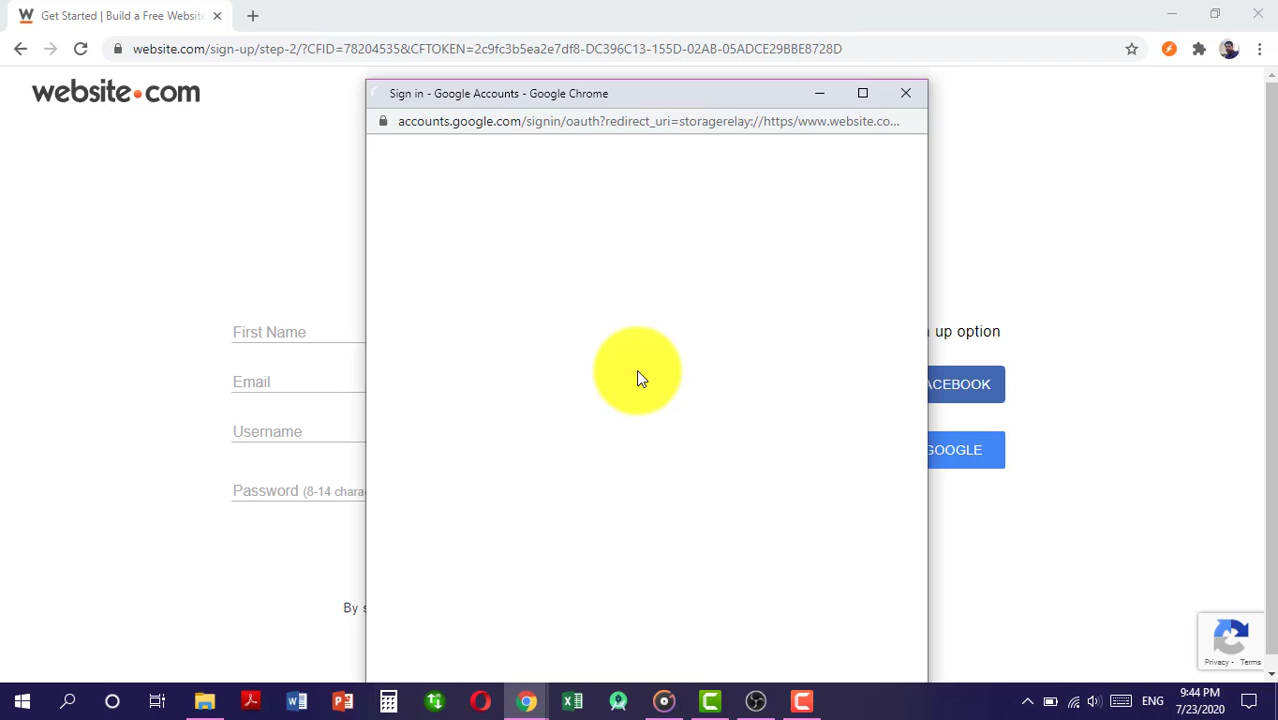 Get Started | Build a Free Website
website.com/sign-up/step-2/?CFID=78204535&CFTOKEN=2c9fc3b5ea2e7df8-DC396C13-155D-02AB-05ADCE29BBE8728D
website.com
Sign in - Google Accounts - Google Chrome
accounts.google.com/signin/oauth?redirect_uri=storagerelay://https/www.website.co...
First Name
up option
Email
ACEBOOK
Username
GOOGLE
Password (8-14 chara
By s
Privacy - Terms
ENG
9:44 PM
7/23/2020